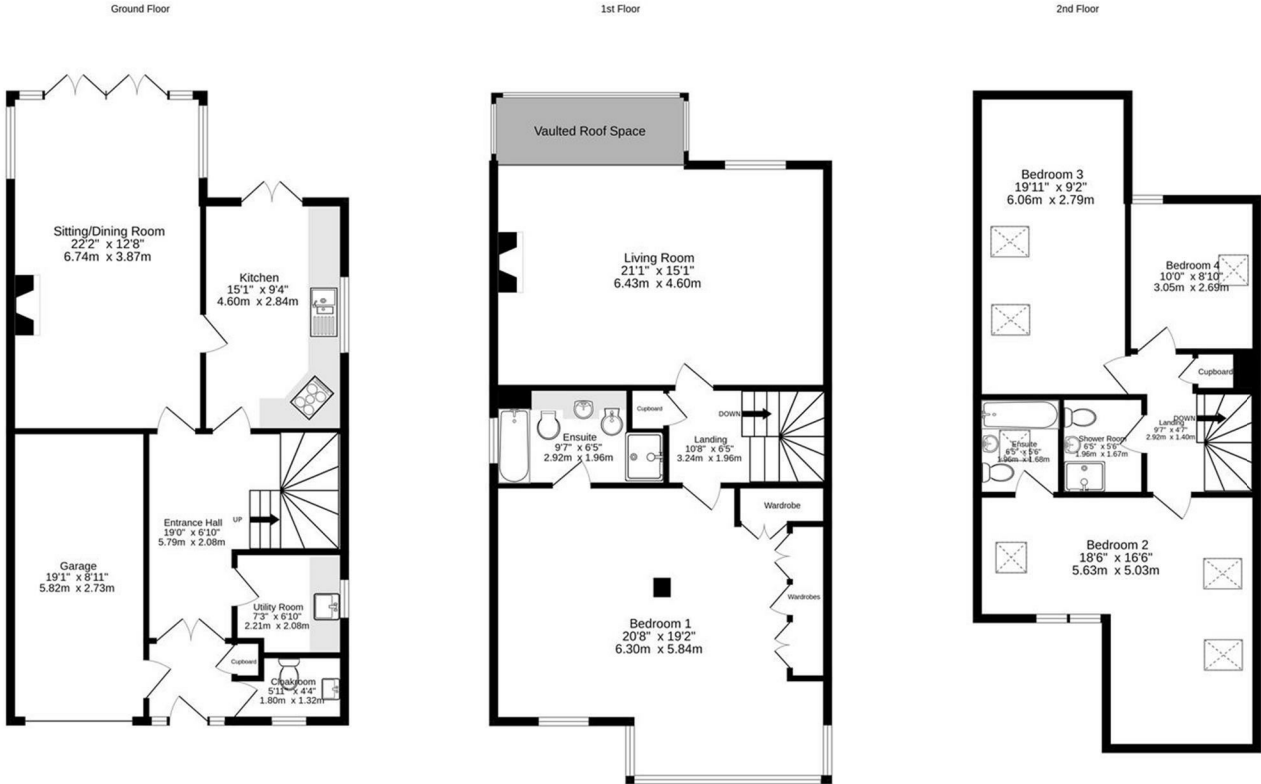 Ground Floor
Sitting/Dining Room
22'2" x 12'8"
6.74m x 3.87m
Kitchen
15'1" x 9'4"
4.60m x 2.84m
Entrance Hall
19'0" x 6'10"
5.79m x 2.08m
UP
Garage
19'1" x 8'11"
5.82m x 2.73m
Utility Room
7'3" x 6'10"
2.21m x 2.08m
Cupboard
Cloakroom
5'11" x 4'4"
1.80m x 1.32m
1st Floor
Vaulted Roof Space
Living Room
21'1" x 15'1"
6.43m x 4.60m
Cupboard
DOWN
Ensuite
9'7" x 6'5"
2.92m x 1.96m
Landing
10'8" x 6'5"
3.24m x 1.96m
Wardrobe
Wardrobes
Bedroom 1
20'8" x 19'2"
6.30m x 5.84m
2nd Floor
Bedroom 3
19'11" x 9'2"
6.06m x 2.79m
Bedroom 4
10'0" x 8'10"
3.05m x 2.69m
Cupboard
DOWN
Landing
9'7" x 4'7"
2.92m x 1.40m
Ensuite
6'5" x 5'6"
1.96m x 1.68m
Shower Room
6'5" x 5'6"
1.96m x 1.67m
Bedroom 2
18'6" x 16'6"
5.63m x 5.03m